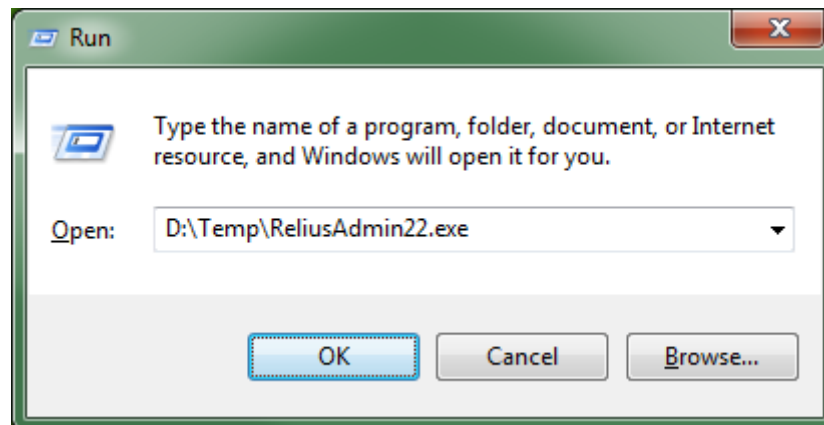 Run
Type the name of a program, folder, document, or Internet
resource, and Windows will open it for you.
Open: D:\Temp\ReliusAdmin22.exe
OK Cancel Browse...